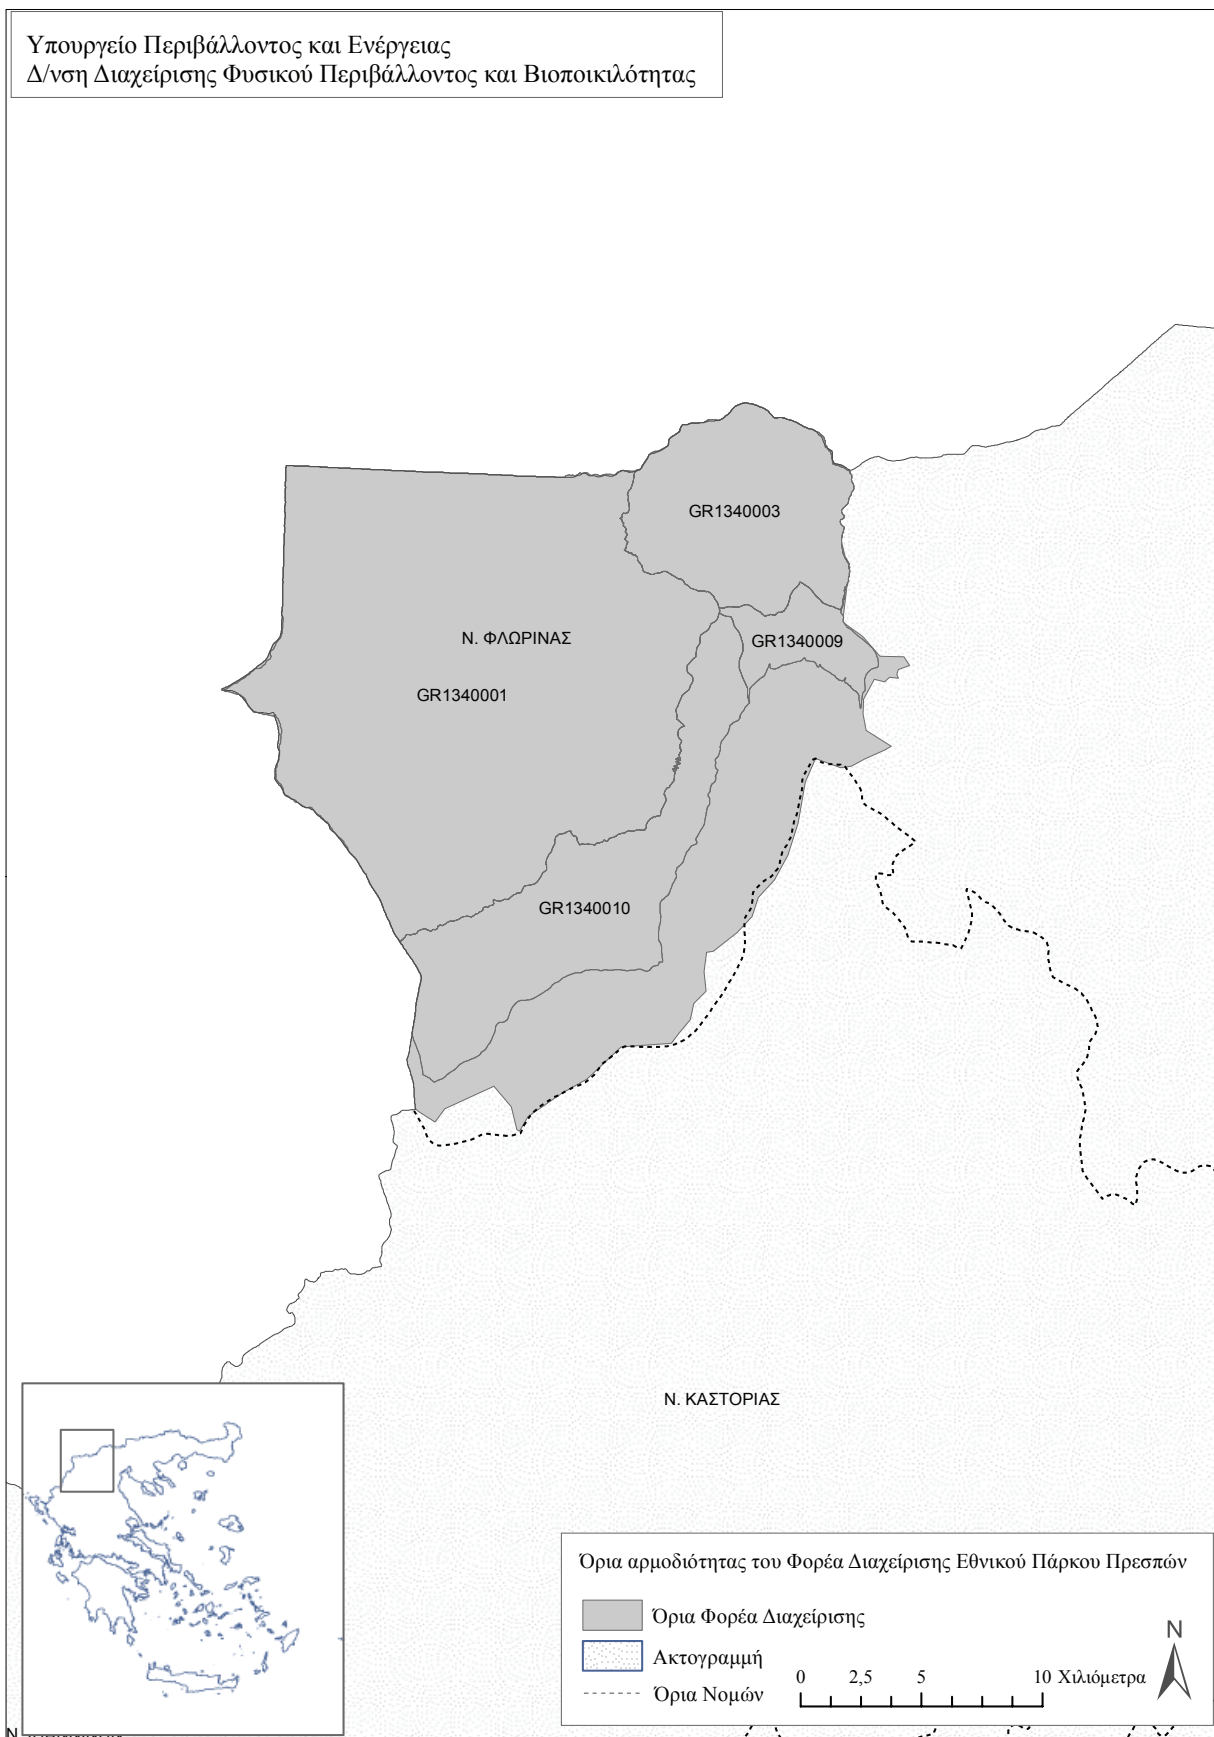 Υπουργείο Περιβάλλοντος και Ενέργειας
Δ/νση Διαχείρισης Φυσικού Περιβάλλοντος και Βιοποικιλότητας
GR1340003
Ν. ΦΛΩΡΙΝΑΣ
GR1340009
GR1340001
GR1340010
Ν. ΚΑΣΤΟΡΙΑΣ
Όρια αρμοδιότητας του Φορέα Διαχείρισης Εθνικού Πάρκου Πρεσπών
Όρια Φορέα Διαχείρισης
Ακτογραμμή
Όρια Νομών
0 2,5 5 10 Χιλιόμετρα
N